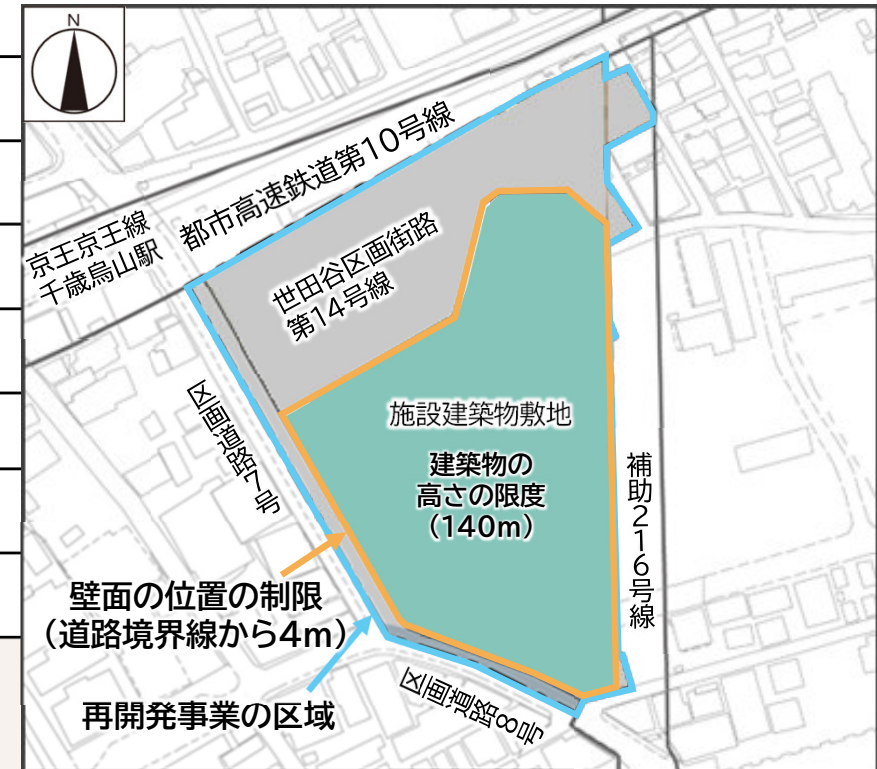 N
都市高速鉄道第10号線
京王京王線
千歳烏山駅
世田谷区画街路
第14号線
区画道路7号
施設建築物敷地
建築物の
高さの限度
（140m）
補助216号線
壁面の位置の制限
（道路境界線から4m）
再開発事業の区域
区画道路8号